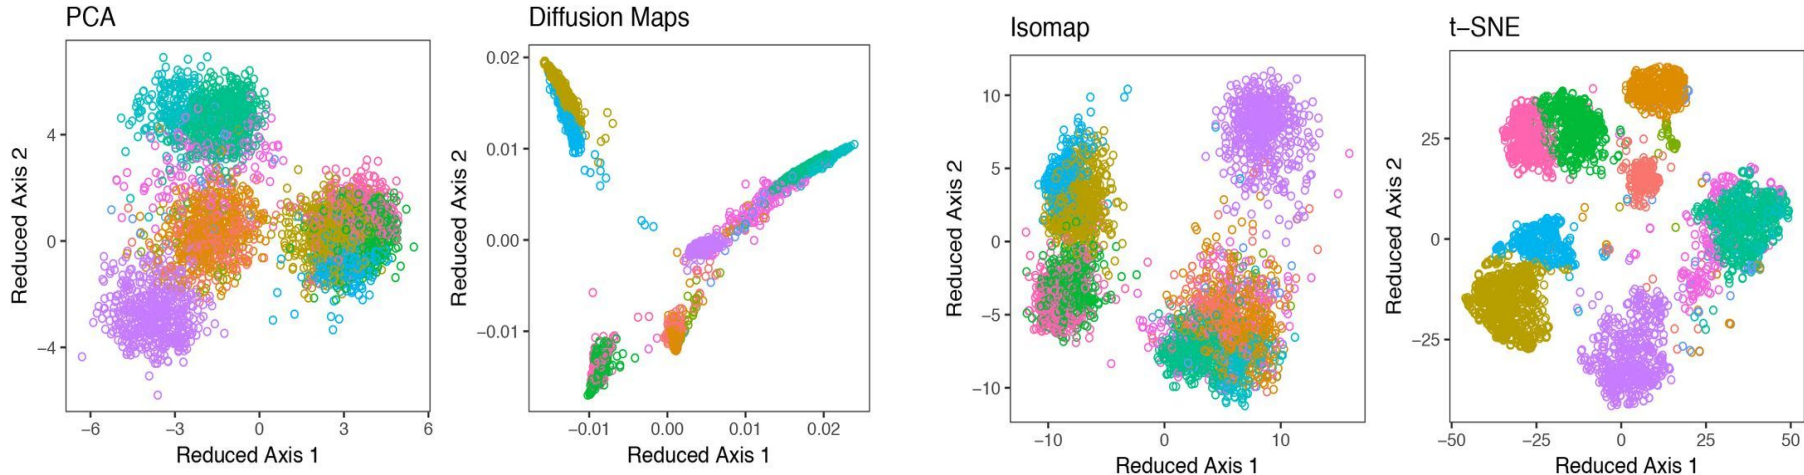 PCA
4
0
−4
−6 −3 0 3 6
Reduced Axis 1
Reduced Axis 2
Diffusion Maps
0.02
0.01
0.00
−0.01
−0.01 0.00 0.01 0.02
Reduced Axis 1
Reduced Axis 2
Isomap
10
5
0
−5
−10
−10 0 10
Reduced Axis 1
Reduced Axis 2
t−SNE
25
0
−25
−50 −25 0 25 50
Reduced Axis 1
Reduced Axis 2